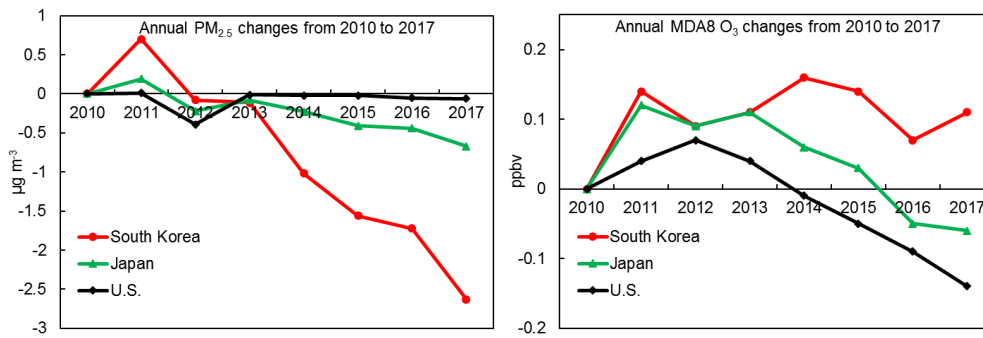 Annual PM2.5 changes from 2010 to 2017
1
0.5
0
-0.5
-1
-1.5
-2
-2.5
-3
µg m-3
2010 2011 2012 2013 2014 2015 2016 2017
South Korea
Japan
U.S.
Annual MDA8 O3 changes from 2010 to 2017
0.2
0.1
0
-0.1
-0.2
ppbv
2010 2011 2012 2013 2014 2015 2016 2017
South Korea
Japan
U.S.